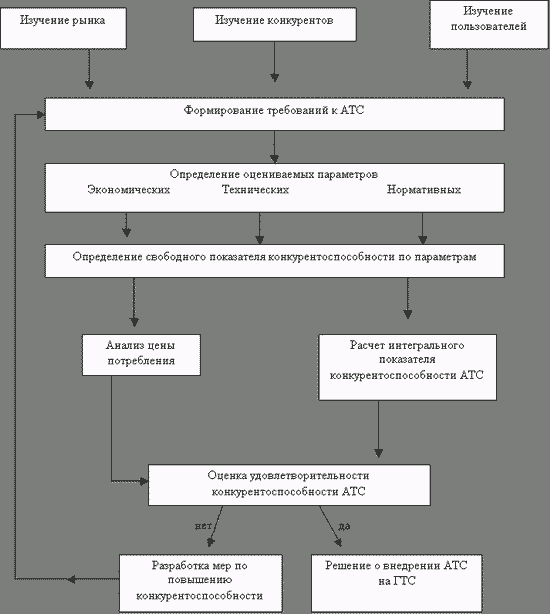 Изучение рынка
Изучение конкурентов
Изучение
пользователей
Формирование требований к АТС
Определение оцениваемых параметров
Экономических Технических Нормативных
Определение свободного показателя конкурентоспособности по параметрам
Анализ цены
потребления
Расчет интегрального
показателя
конкурентоспособности АТС
Оценка удовлетворительности
конкурентоспособности АТС
нет
да
Разработка мер по
повышению
конкурентоспособности
Решение о внедрении АТС
на ГТС